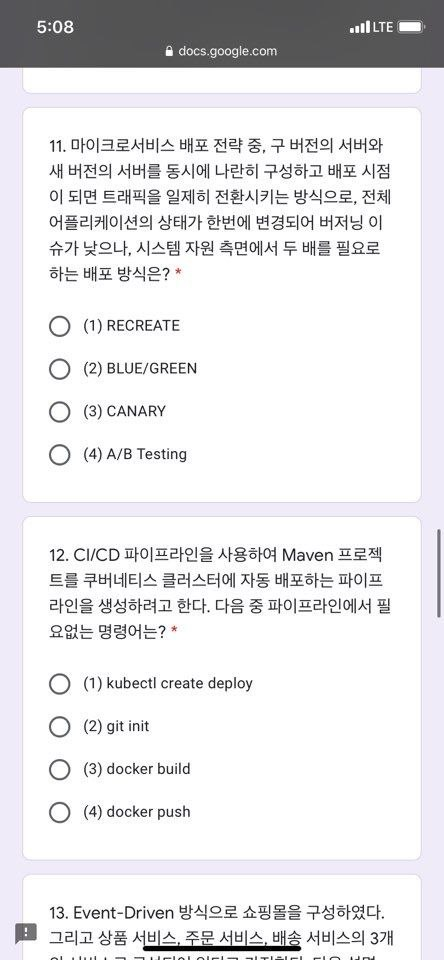 5:08
LTE
docs.google.com
11. 마이크로서비스 배포 전략 중, 구 버전의 서버와
새 버전의 서버를 동시에 나란히 구성하고 배포 시점
이 되면 트래픽을 일제히 전환시키는 방식으로, 전체
어플리케이션의 상태가 한번에 변경되어 버저닝 이
슈가 낮으나, 시스템 자원 측면에서 두 배를 필요로
하는 배포 방식은? *
(1) RECREATE
(2) BLUE/GREEN
(3) CANARY
(4) A/B Testing
12. CI/CD 파이프라인을 사용하여 Maven 프로젝
트를 쿠버네티스 클러스터에 자동 배포하는 파이프
라인을 생성하려고 한다. 다음 중 파이프라인에서 필
요없는 명령어는? *
(1) kubectl create deploy
(2) git init
(3) docker build
(4) docker push
13. Event-Driven 방식으로 쇼핑몰을 구성하였다.
그리고 상품 서비스, 주문 서비스, 배송 서비스의 3개